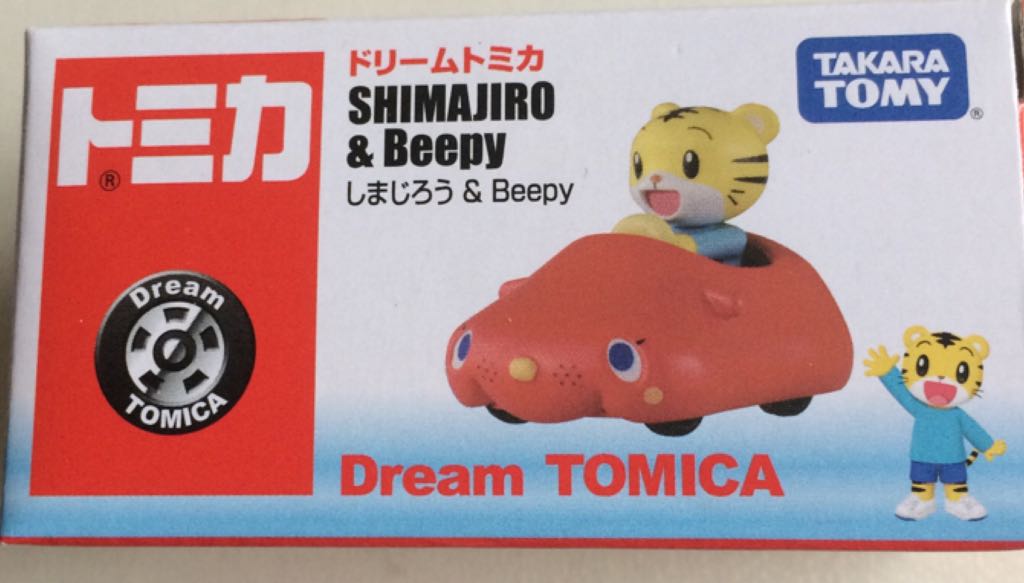 トミカ
®
Dream
TOMICA
ドリームトミカ
SHIMAJIRO
& Beepy
しまじろう & Beepy
TAKARA
TOMY
®
Dream TOMICA